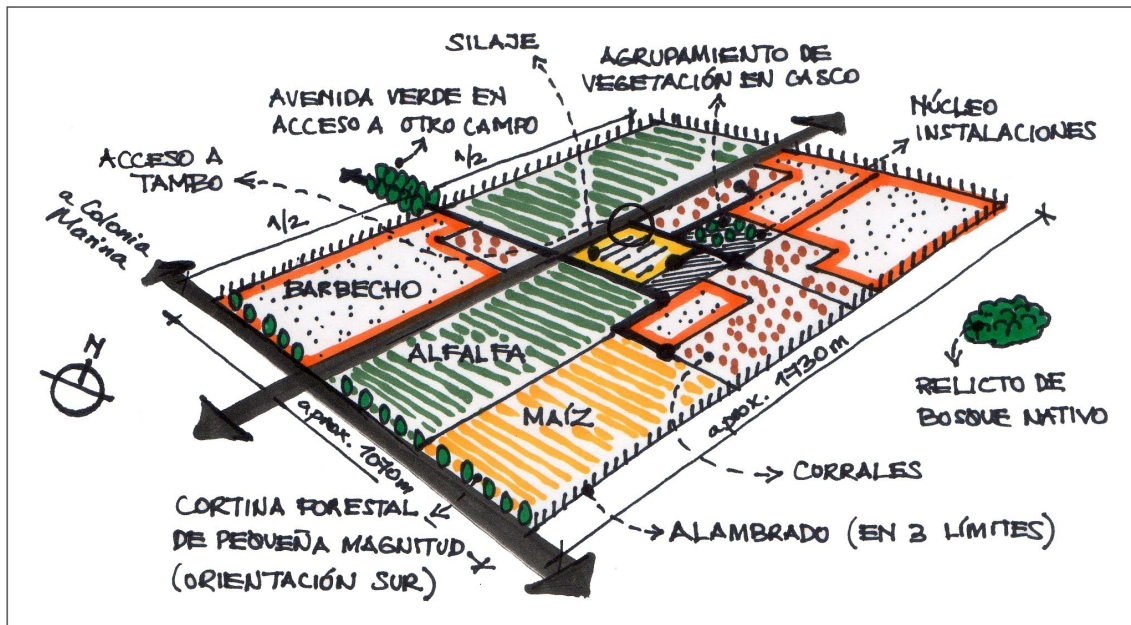 SILAJE
AGRUPAMIENTO DE
VEGETACIÓN EN CASCO
AVENIDA VERDE EN
ACCESO A OTRO CAMPO
NÚCLEO
INSTALACIONES
ACCESO A
TAMBO
1/2
1/2
a Colonia
Marina
BARBECHO
N
ALFALFA
MAÍZ
aprox. 1070m
aprox. 1730m
RELICTO DE
BOSQUE NATIVO
CORRALES
CORTINA FORESTAL
DE PEQUEÑA MAGNITUD
(ORIENTACIÓN SUR)
ALAMBRADO (EN 3 LÍMITES)